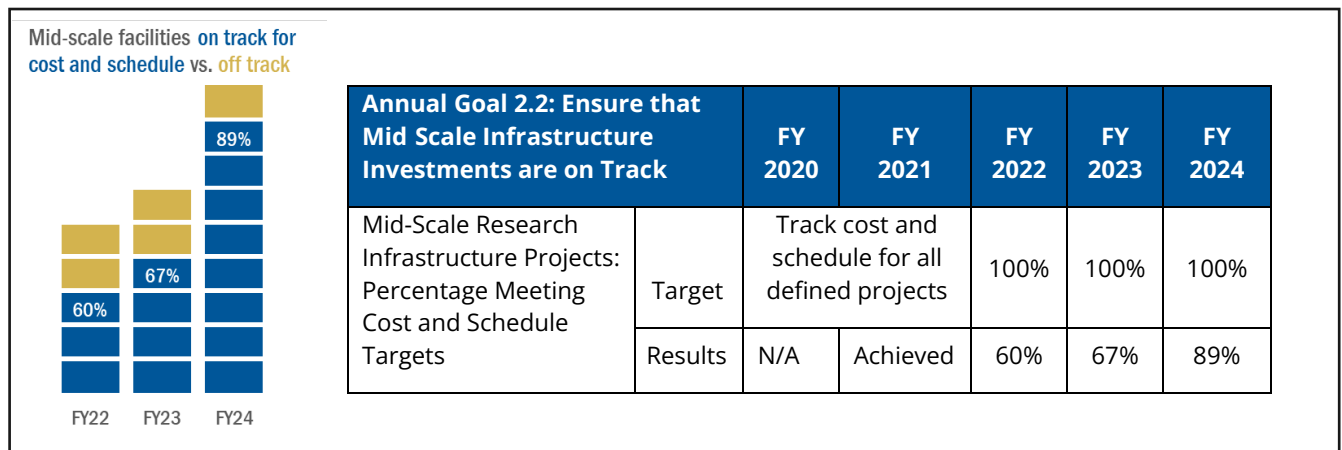 Mid-scale facilities on track for
cost and schedule vs. off track
89%
67%
60%
FY22 FY23 FY24
Annual Goal 2.2: Ensure that
Mid Scale Infrastructure
Investments are on Track
FY
2020
FY
2021
FY
2022
FY
2023
FY
2024
Mid-Scale Research
Infrastructure Projects:
Percentage Meeting
Cost and Schedule
Targets
Target
Track cost and
schedule for all
defined projects
100%
100%
100%
Results
N/A
Achieved
60%
67%
89%